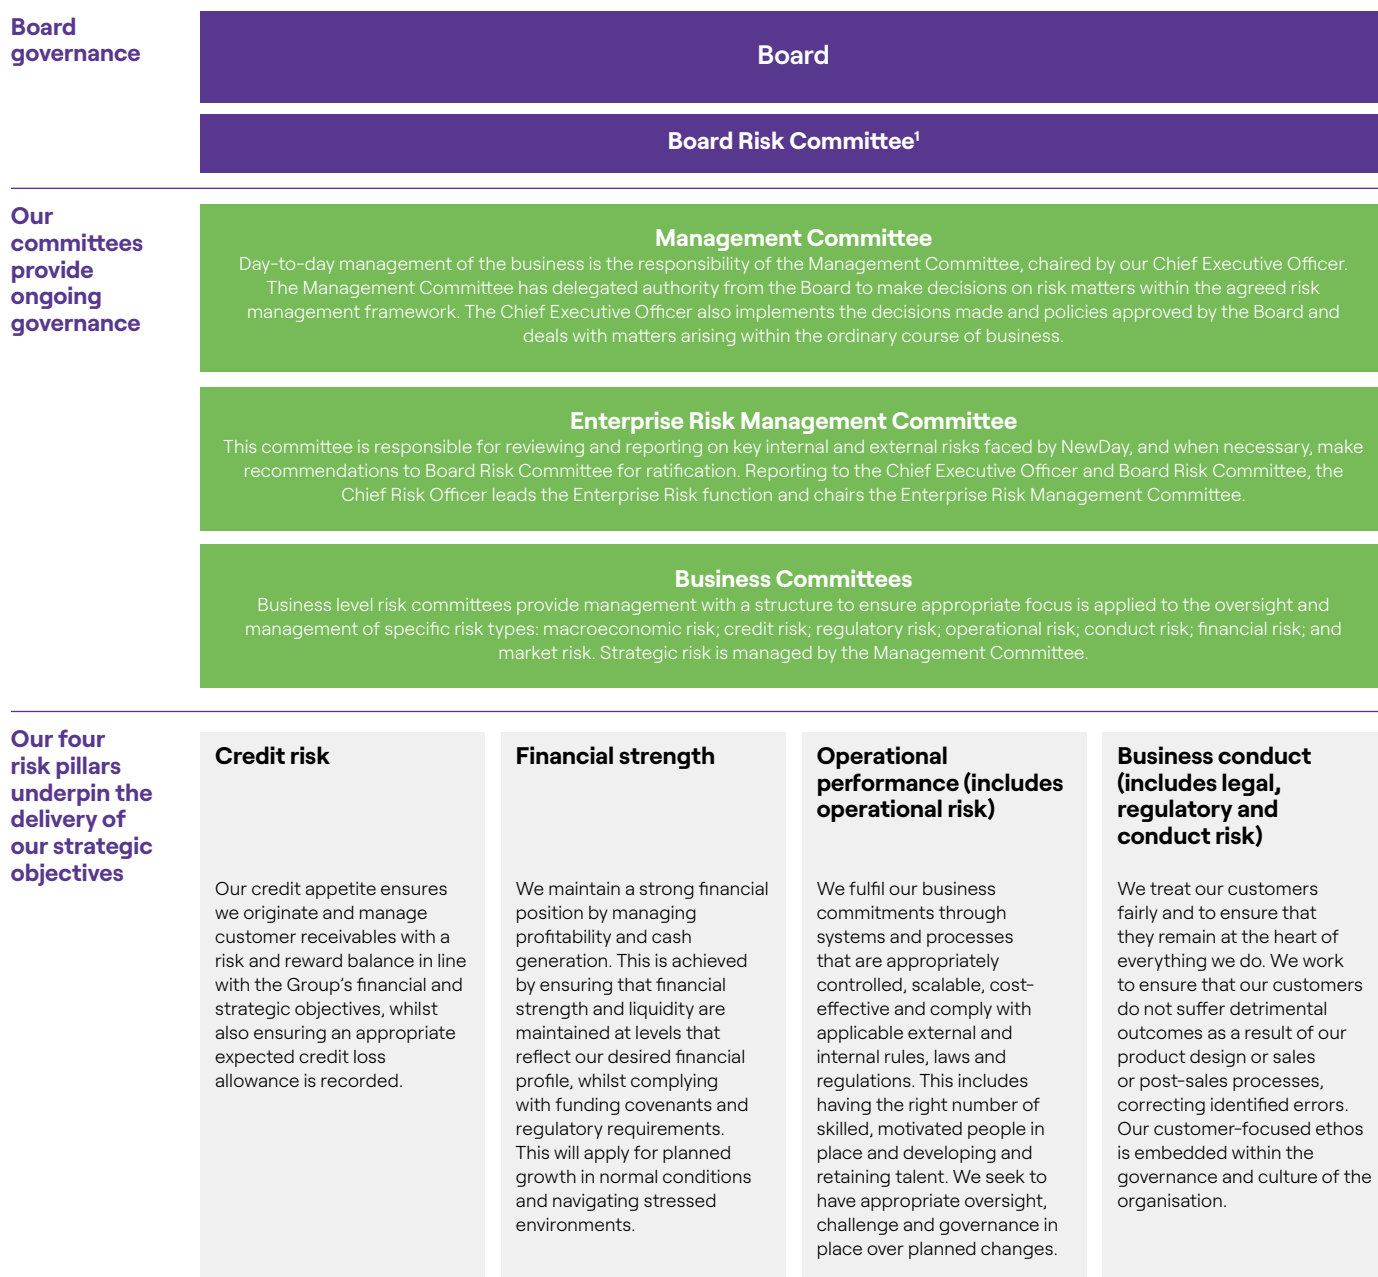 Board
governance
Board
Board Risk Committee¹
Our
committees
provide
ongoing
governance
Management Committee
Day-to-day management of the business is the responsibility of the Management Committee, chaired by our Chief Executive Officer.
The Management Committee has delegated authority from the Board to make decisions on risk matters within the agreed risk
management framework. The Chief Executive Officer also implements the decisions made and policies approved by the Board and
deals with matters arising within the ordinary course of business.
Enterprise Risk Management Committee
This committee is responsible for reviewing and reporting on key internal and external risks faced by NewDay, and when necessary, make
recommendations to Board Risk Committee for ratification. Reporting to the Chief Executive Officer and Board Risk Committee, the
Chief Risk Officer leads the Enterprise Risk function and chairs the Enterprise Risk Management Committee.
Business Committees
Business level risk committees provide management with a structure to ensure appropriate focus is applied to the oversight and
management of specific risk types: macroeconomic risk; credit risk; regulatory risk; operational risk; conduct risk; financial risk; and
market risk. Strategic risk is managed by the Management Committee.
Our four
risk pillars
underpin the
delivery of
our strategic
objectives
Credit risk
Our credit appetite ensures
we originate and manage
customer receivables with a
risk and reward balance in line
with the Group's financial and
strategic objectives, whilst
also ensuring an appropriate
expected credit loss
allowance is recorded.
Financial strength
We maintain a strong financial
position by managing
profitability and cash
generation. This is achieved
by ensuring that financial
strength and liquidity are
maintained at levels that
reflect our desired financial
profile, whilst complying
with funding covenants and
regulatory requirements.
This will apply for planned
growth in normal conditions
and navigating stressed
environments.
Operational
performance (includes
operational risk)
We fulfil our business
commitments through
systems and processes
that are appropriately
controlled, scalable, cost-
effective and comply with
applicable external and
internal rules, laws and
regulations. This includes
having the right number of
skilled, motivated people in
place and developing and
retaining talent. We seek to
have appropriate oversight,
challenge and governance in
place over planned changes.
Business conduct
(includes legal,
regulatory and
conduct risk)
We treat our customers
fairly and to ensure that
they remain at the heart of
everything we do. We work
to ensure that our customers
do not suffer detrimental
outcomes as a result of our
product design or sales
or post-sales processes,
correcting identified errors.
Our customer-focused ethos
is embedded within the
governance and culture of the
organisation.